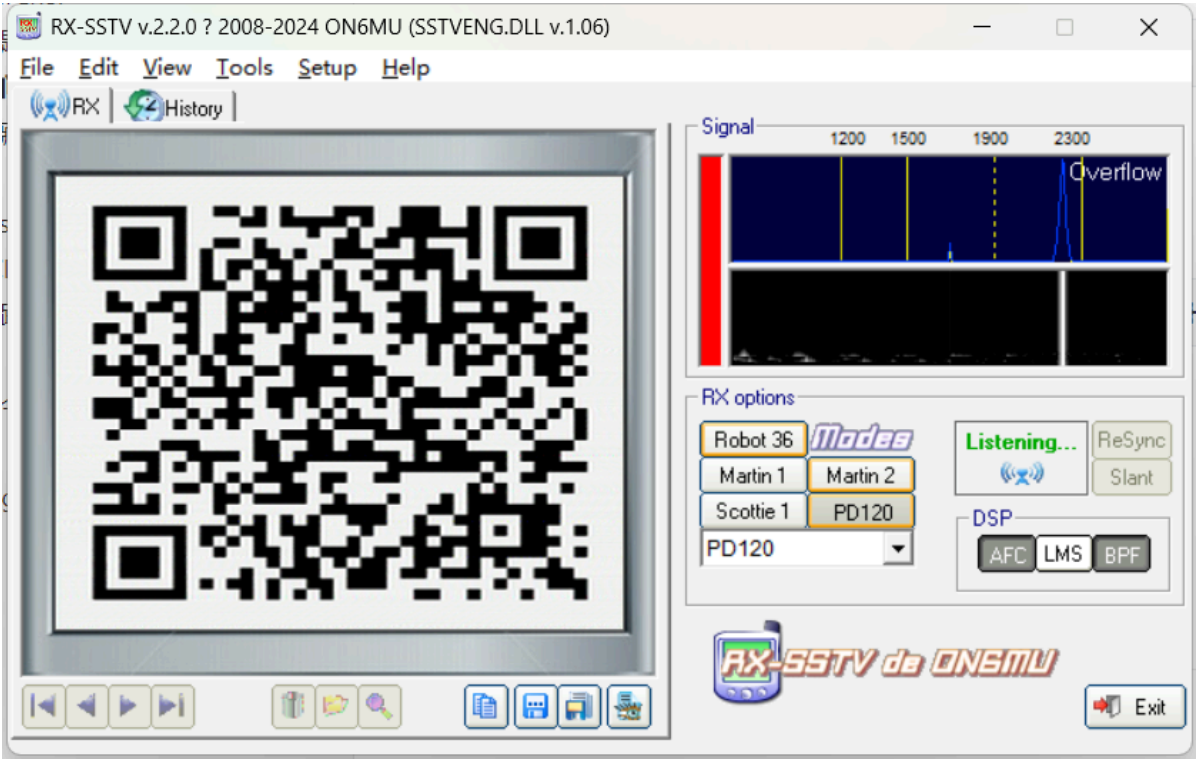 RX-SSTV v.2.2.0 ? 2008-2024 ON6MU (SSTVENG.DLL v.1.06)
File Edit View Tools Setup Help
RX History
Signal
1200 1500 1900 2300
Overflow
RX options
Robot 36 Modes
Listening... ReSync
Martin 1 Martin 2
Slant
Scottie 1 PD120
DSP
PD120
AFC LMS BPF
RX-SSTV de ON6MU
Exit